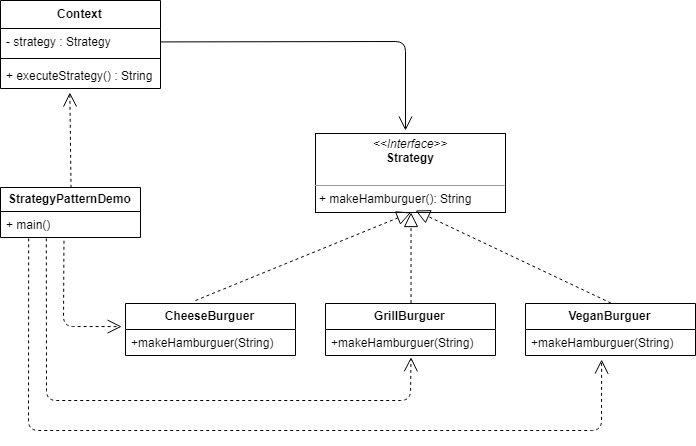 Context
- strategy : Strategy
+ executeStrategy() : String
<<Interface>>
Strategy
+ makeHamburguer(): String
StrategyPatternDemo
+ main()
CheeseBurguer
+makeHamburguer(String)
GrillBurguer
+makeHamburguer(String)
VeganBurguer
+makeHamburguer(String)